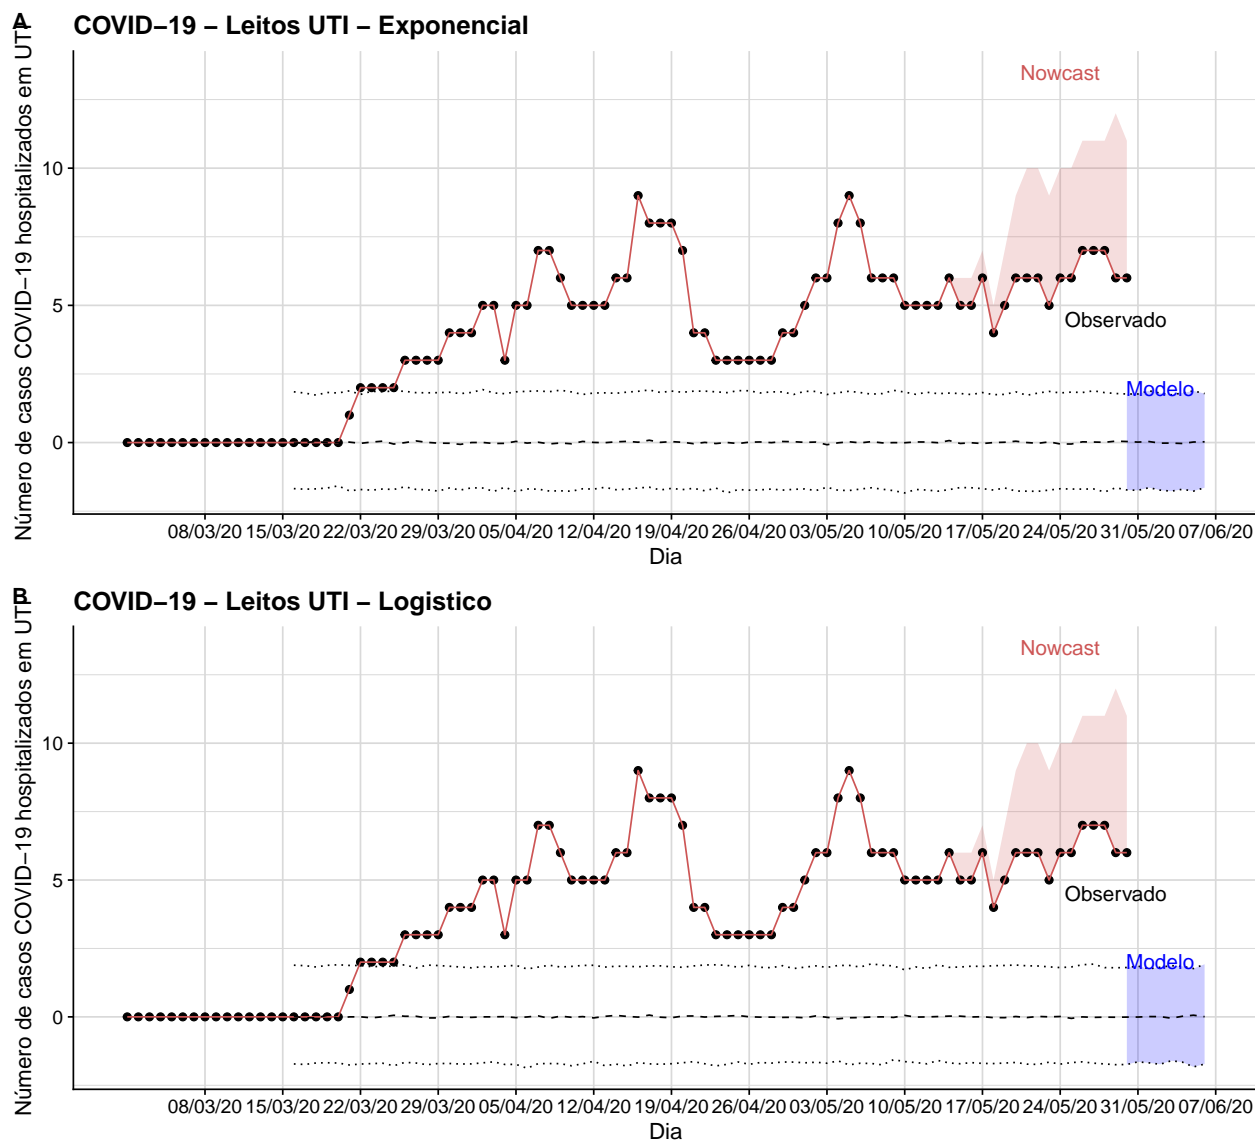 A
COVID−19 − Leitos UTI − Exponencial
Número de casos COVID−19 hospitalizados em UTI
10
5
0
Nowcast
Observado
Modelo
08/03/20 15/03/20 22/03/20 29/03/20 05/04/20 12/04/20 19/04/20 26/04/20 03/05/20 10/05/20 17/05/20 24/05/20 31/05/20 07/06/20
Dia
B
COVID−19 − Leitos UTI − Logistico
Número de casos COVID−19 hospitalizados em UTI
10
5
0
Nowcast
Observado
Modelo
08/03/20 15/03/20 22/03/20 29/03/20 05/04/20 12/04/20 19/04/20 26/04/20 03/05/20 10/05/20 17/05/20 24/05/20 31/05/20 07/06/20
Dia